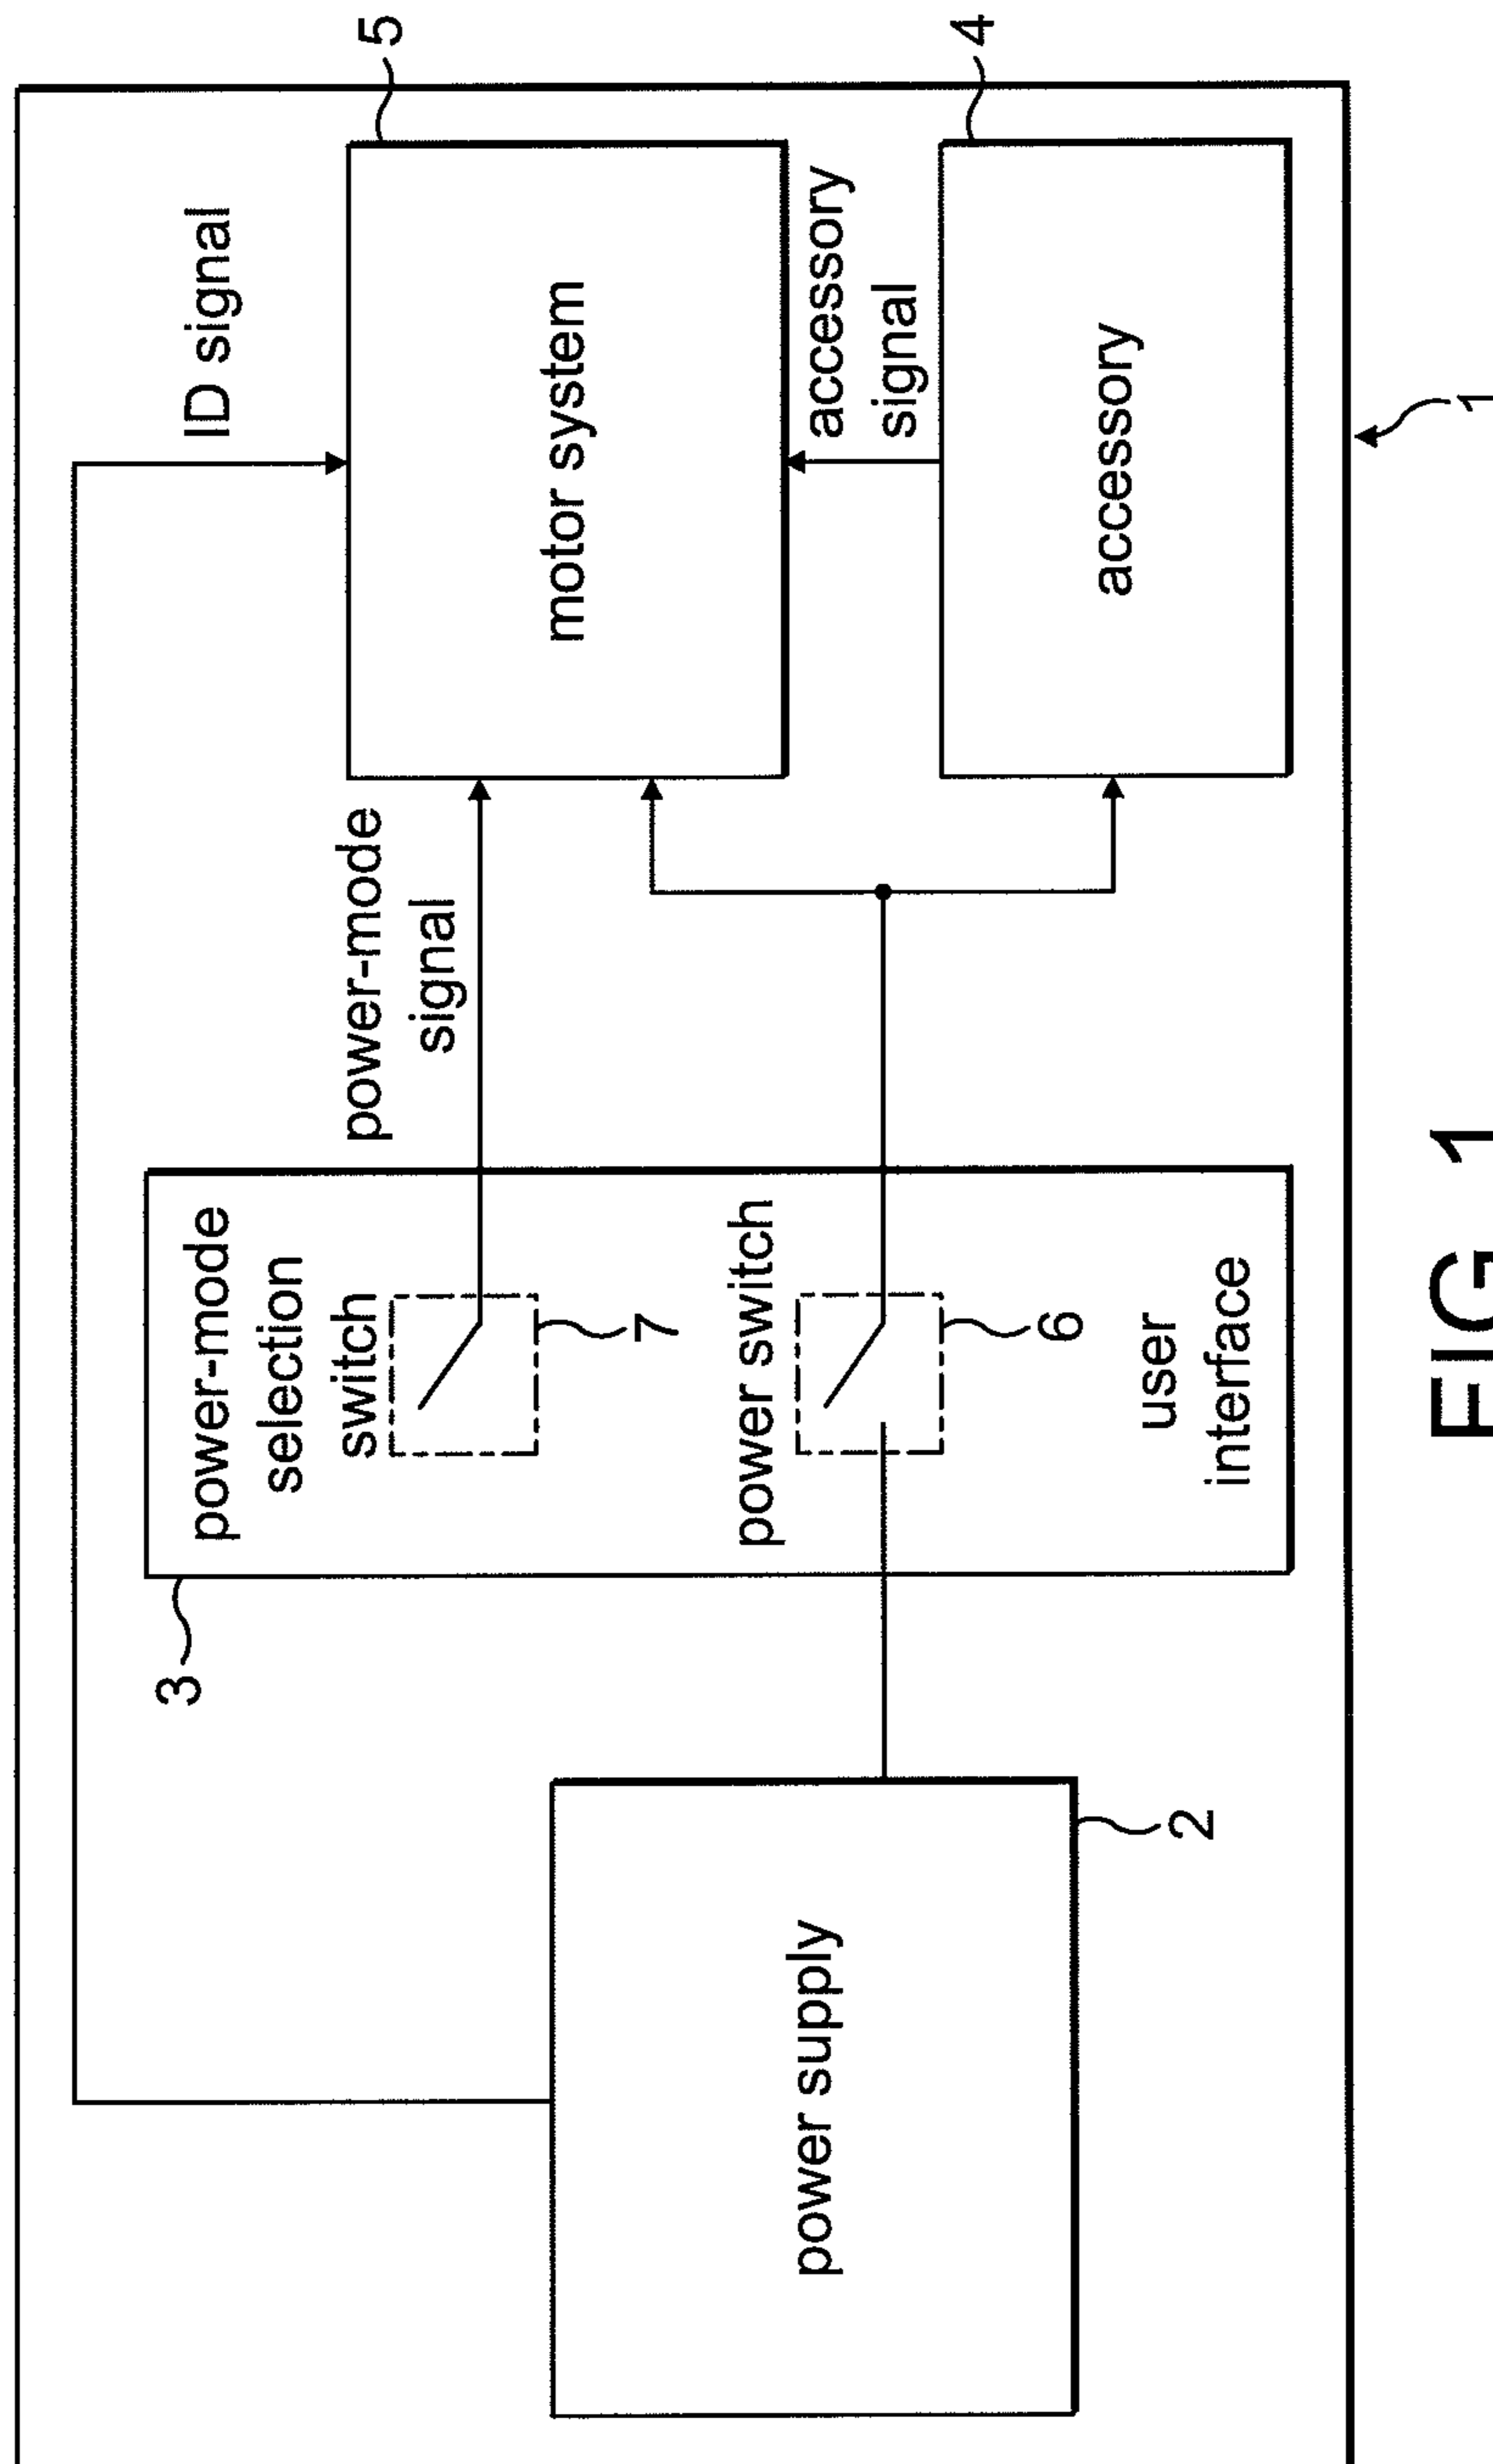 ID signal
5
motor system
accessory
signal
4
accessory
power-mode
signal
power-mode
selection
switch
7
power switch
6
user
interface
3
power supply
2
1
FIG. 1